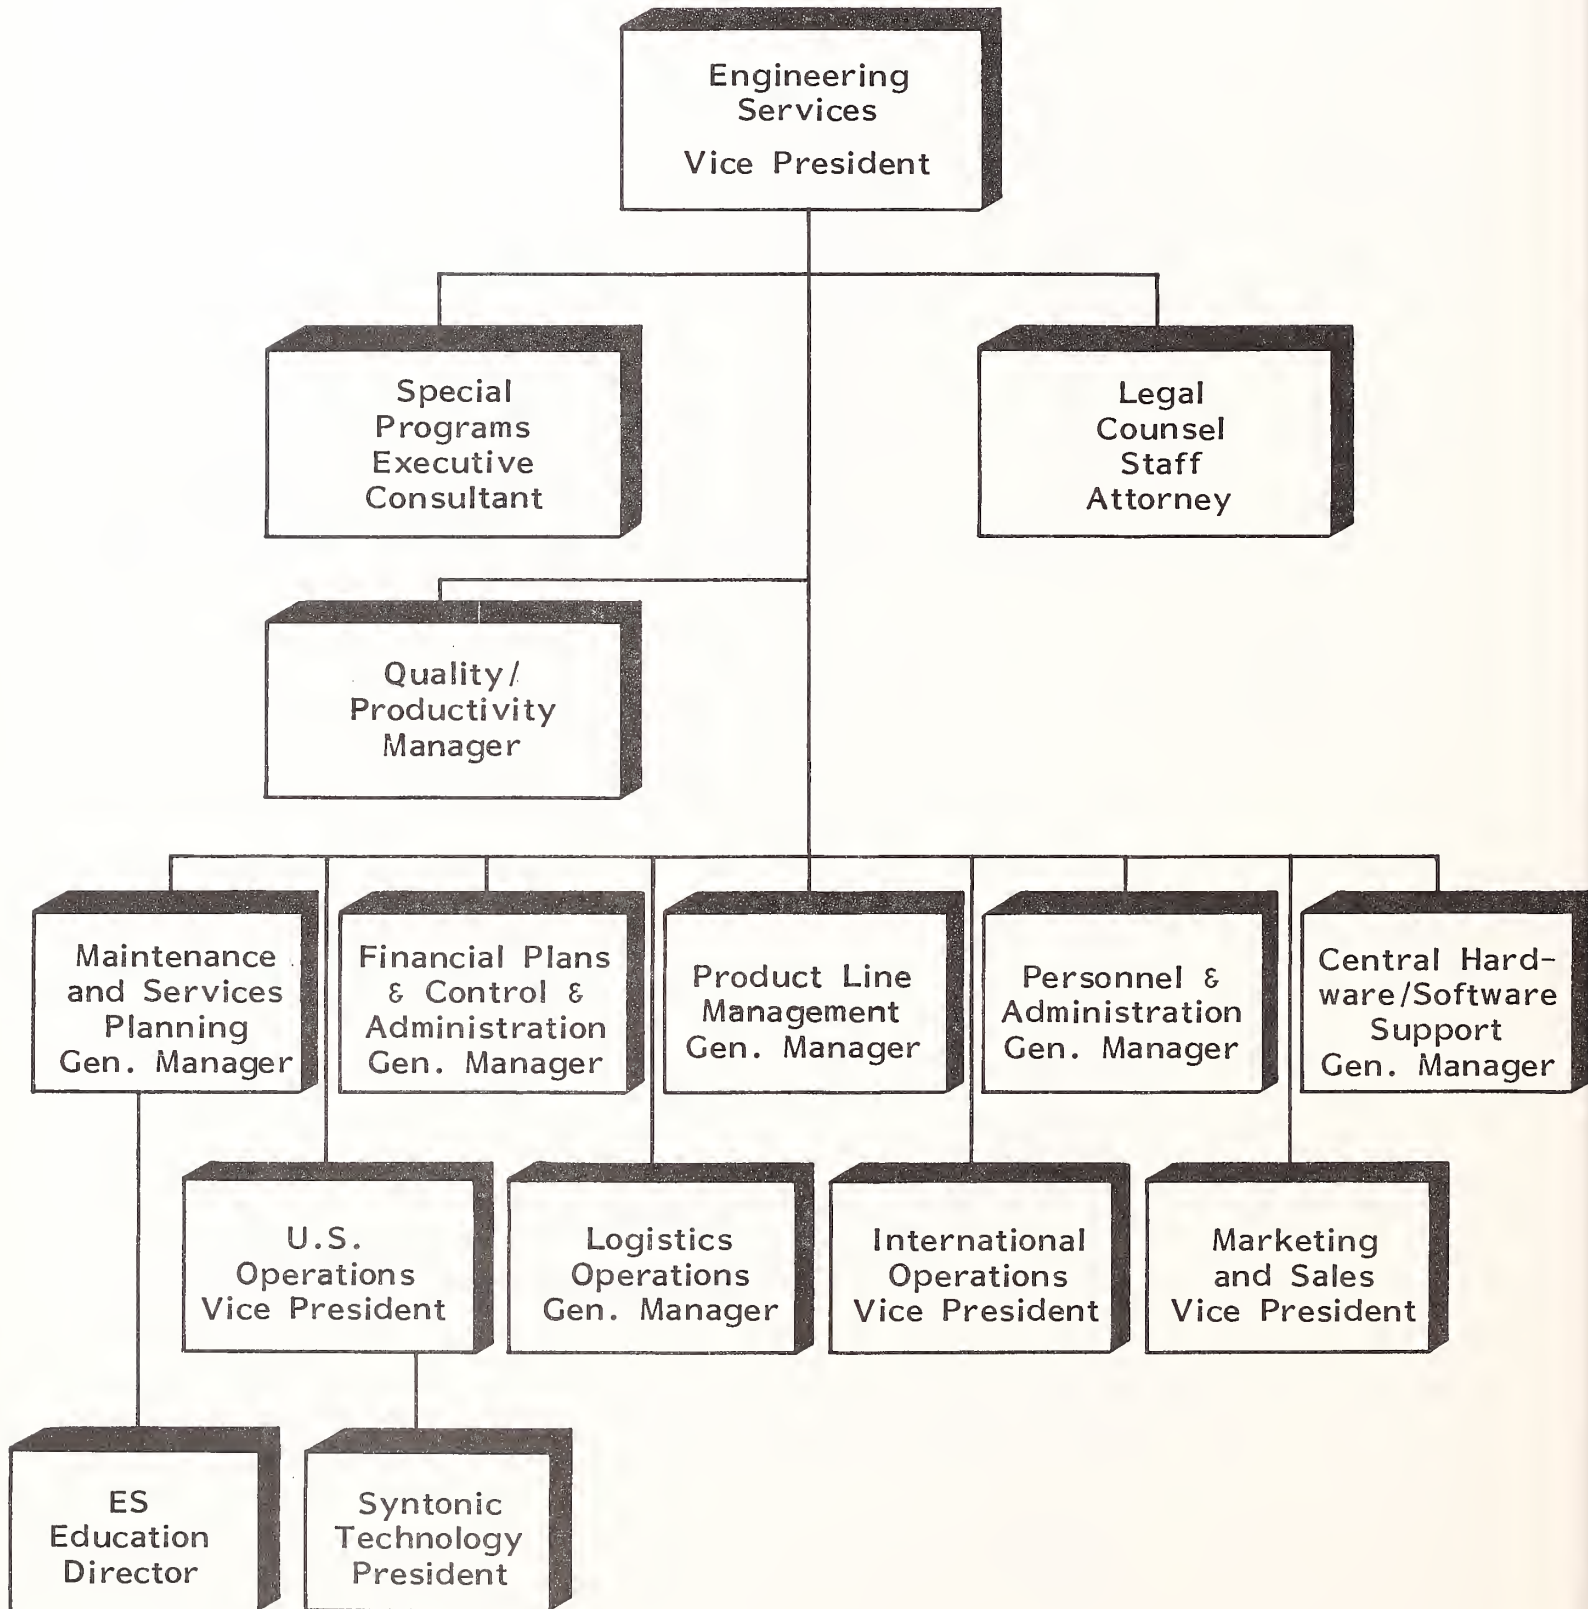 Engineering
Services
Vice President
Special
Programs
Executive
Consultant
Legal
Counsel
Staff
Attorney
Quality/
Productivity
Manager
Maintenance
and Services
Planning
Gen. Manager
Financial Plans
& Control &
Administration
Gen. Manager
Product Line
Management
Gen. Manager
Personnel &
Administration
Gen. Manager
Central Hard-
ware/Software
Support
Gen. Manager
U.S.
Operations
Vice President
Logistics
Operations
Gen. Manager
International
Operations
Vice President
Marketing
and Sales
Vice President
ES
Education
Director
Syntonic
Technology
President